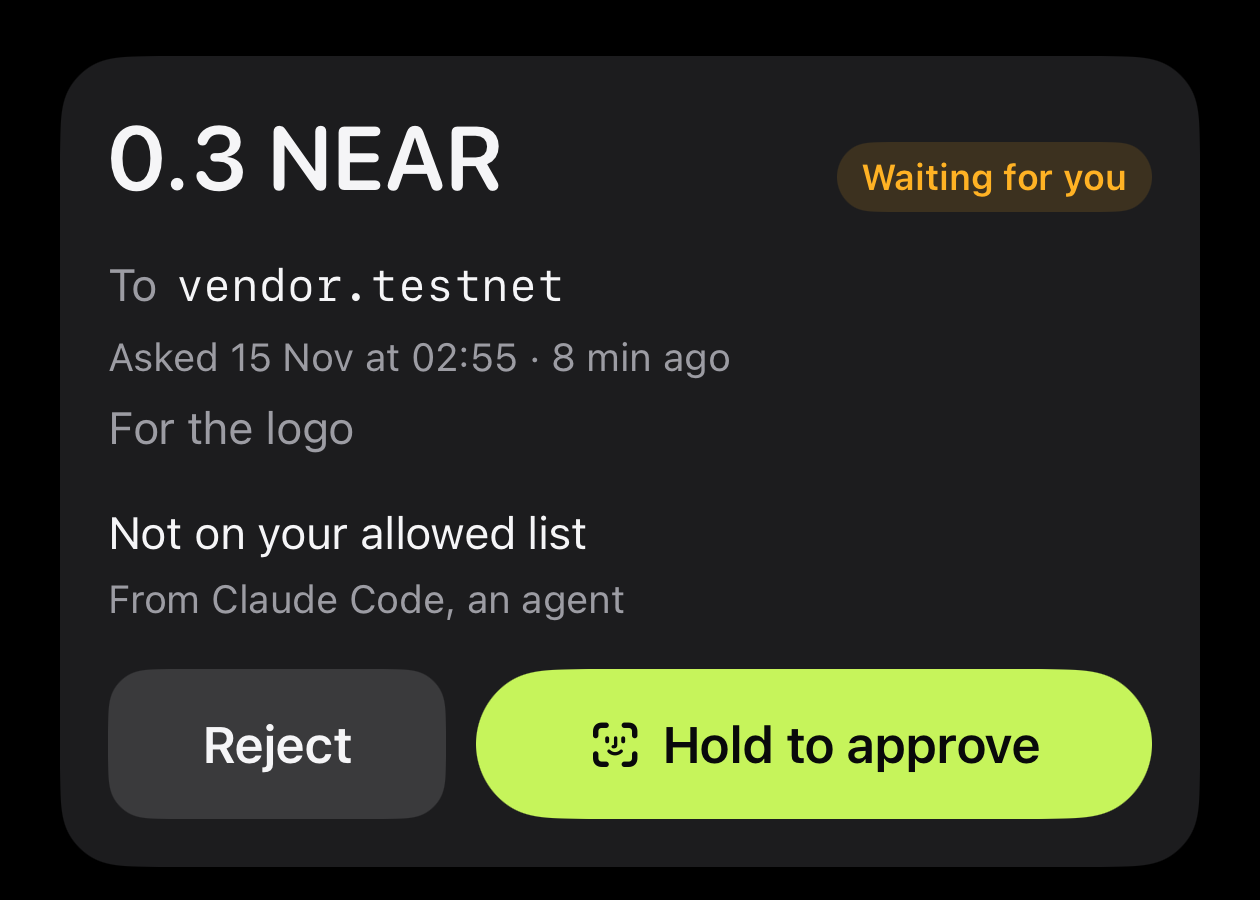 0.3 NEAR
Waiting for you
To vendor.testnet
Asked 15 Nov at 02:55 · 8 min ago
For the logo
Not on your allowed list
From Claude Code, an agent
Reject
Hold to approve